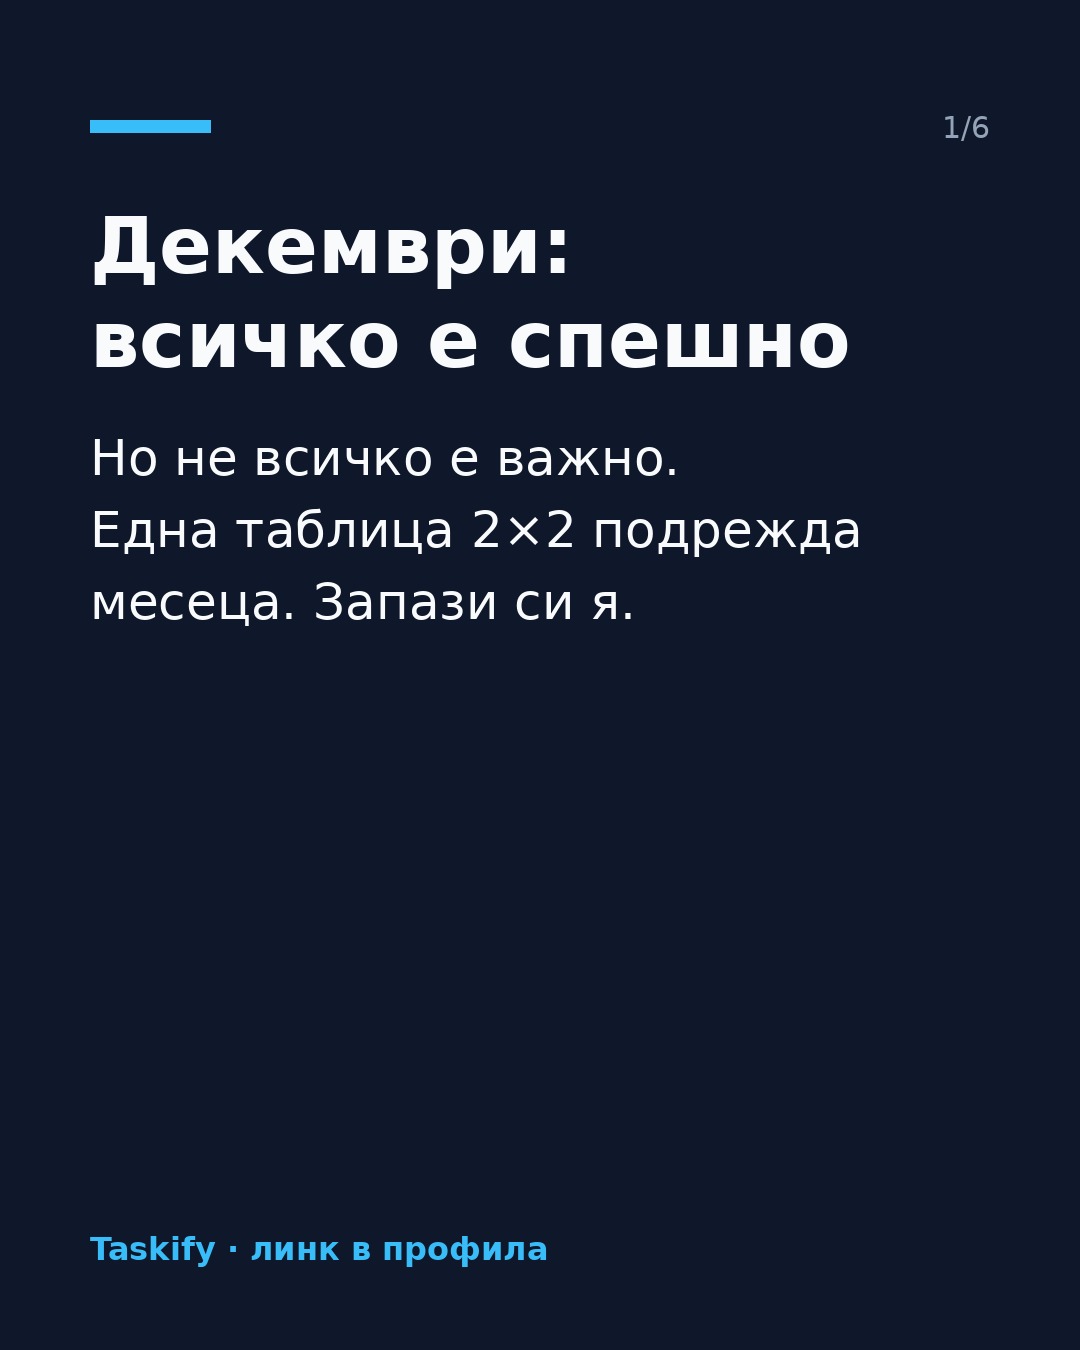 1/6
Декември:
всичко е спешно
Но не всичко е важно.
Една таблица 2×2 подрежда
месеца. Запази си я.
Taskify · линк в профила